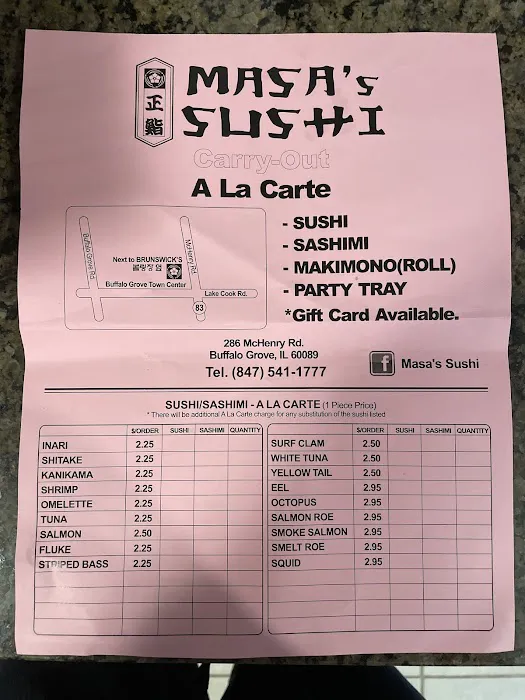 正
鮨
MASA's
SUSHI
Carry-Out
A La Carte
Buffalo Grove Rd.
McHenry Rd.
Next to BRUNSWICK'S
볼링장 옆
Buffalo Grove Town Center
Lake Cook Rd.
83
- SUSHI
- SASHIMI
- MAKIMONO(ROLL)
- PARTY TRAY
*Gift Card Available.
286 McHenry Rd.
Buffalo Grove, IL 60089
Tel. (847) 541-1777
f Masa's Sushi
SUSHI/SASHIMI - A LA CARTE (1 Piece Price)
* There will be additional A La Carte charge for any substitution of the sushi listed
$/ORDER SUSHI SASHIMI QUANTITY
INARI 2.25
SHITAKE 2.25
KANIKAMA 2.25
SHRIMP 2.25
OMELETTE 2.25
TUNA 2.25
SALMON 2.50
FLUKE 2.25
STRIPED BASS 2.25
$/ORDER SUSHI SASHIMI QUANTITY
SURF CLAM 2.50
WHITE TUNA 2.50
YELLOW TAIL 2.50
EEL 2.95
OCTOPUS 2.95
SALMON ROE 2.95
SMOKE SALMON 2.95
SMELT ROE 2.95
SQUID 2.95